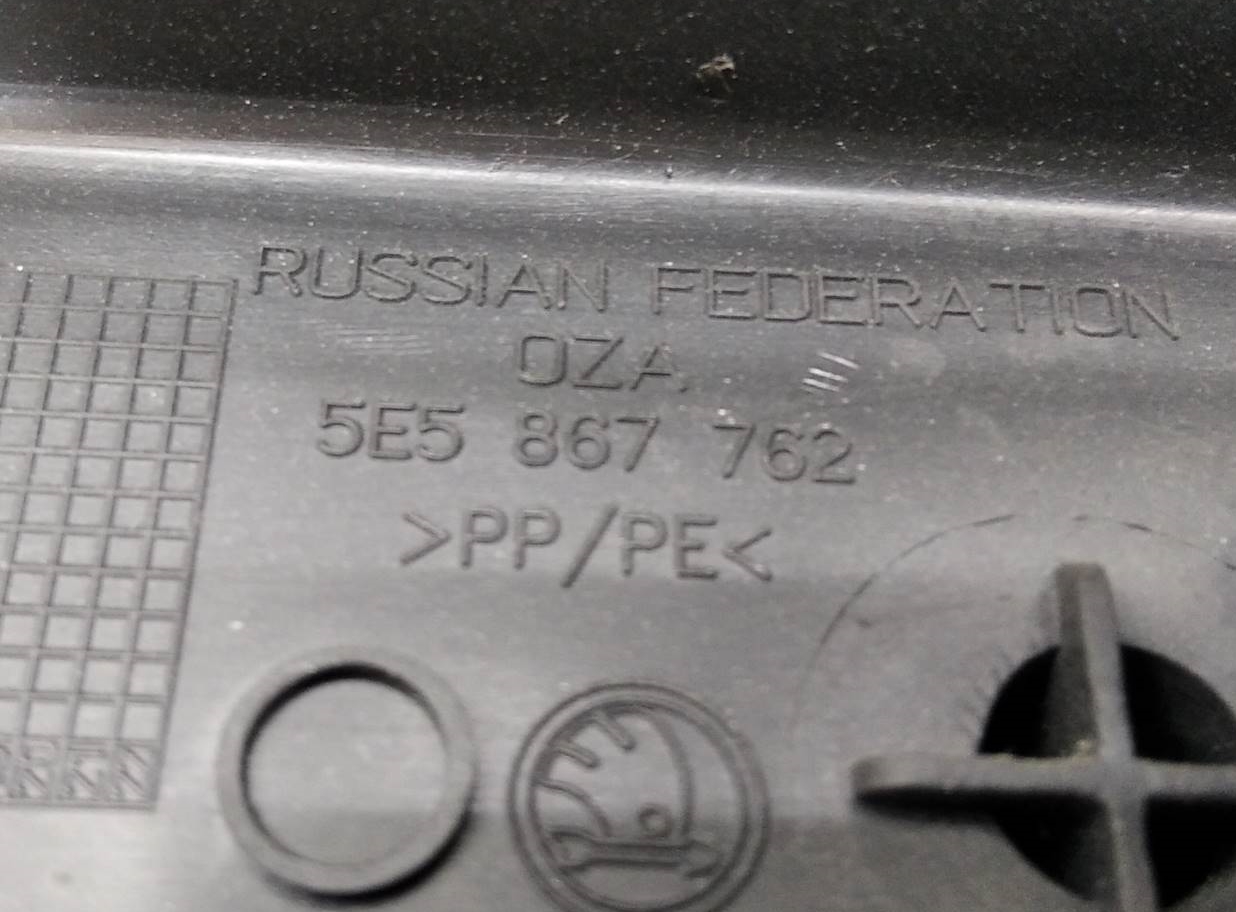 RUSSIAN FEDERATION
OZA
5E5 867 762
>PP/PE<